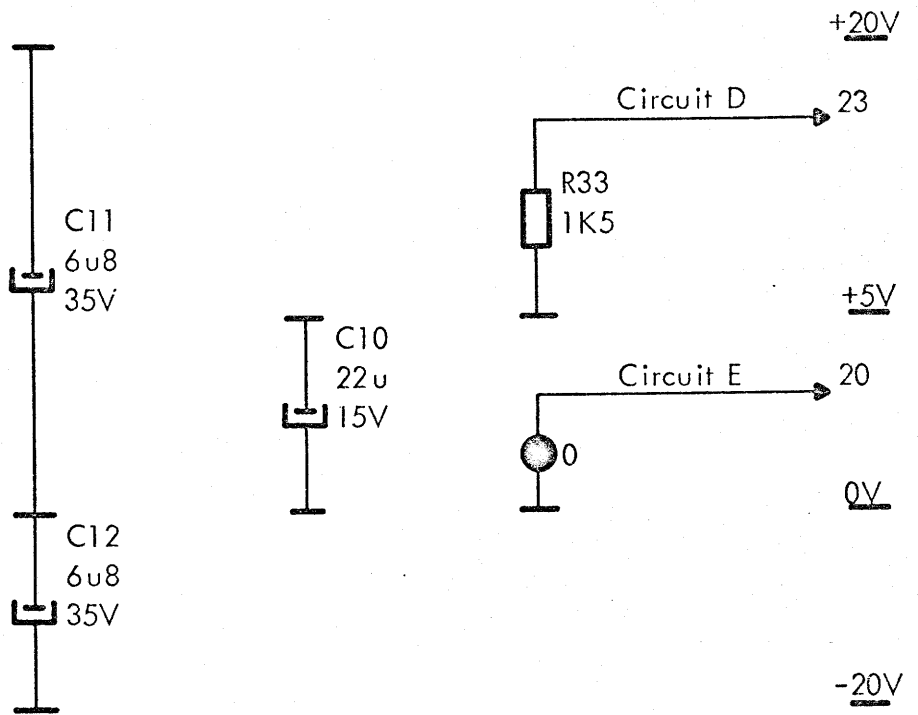 +20V
Circuit D
23
R33
1K5
C11
6u8
35V
+5V
C10
22u
15V
Circuit E
20
0
0V
C12
6u8
35V
-20V